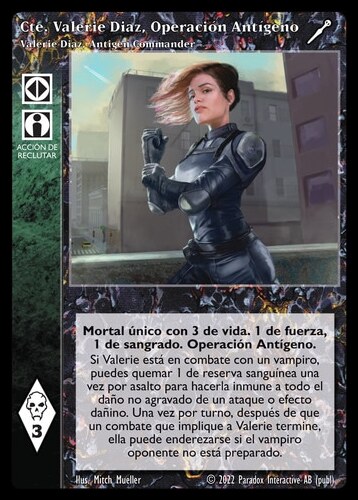 Cté. Valerie Diaz, Operación Antígeno
Valerie Diaz, Antigen Commander
ACCIÓN DE
RECLUTAR
Mortal único con 3 de vida. 1 de fuerza,
1 de sangrado. Operación Antígeno.
Si Valerie está en combate con un vampiro,
puedes quemar 1 de reserva sanguínea una
vez por asalto para hacerla inmune a todo el
daño no agravado de un ataque o efecto
dañino. Una vez por turno, después de que
un combate que implique a Valerie termine,
ella puede enderezarse si el vampiro
oponente no está preparado.
3
Ilus. Mitch Mueller
© 2022 Paradox Interactive AB (publ)